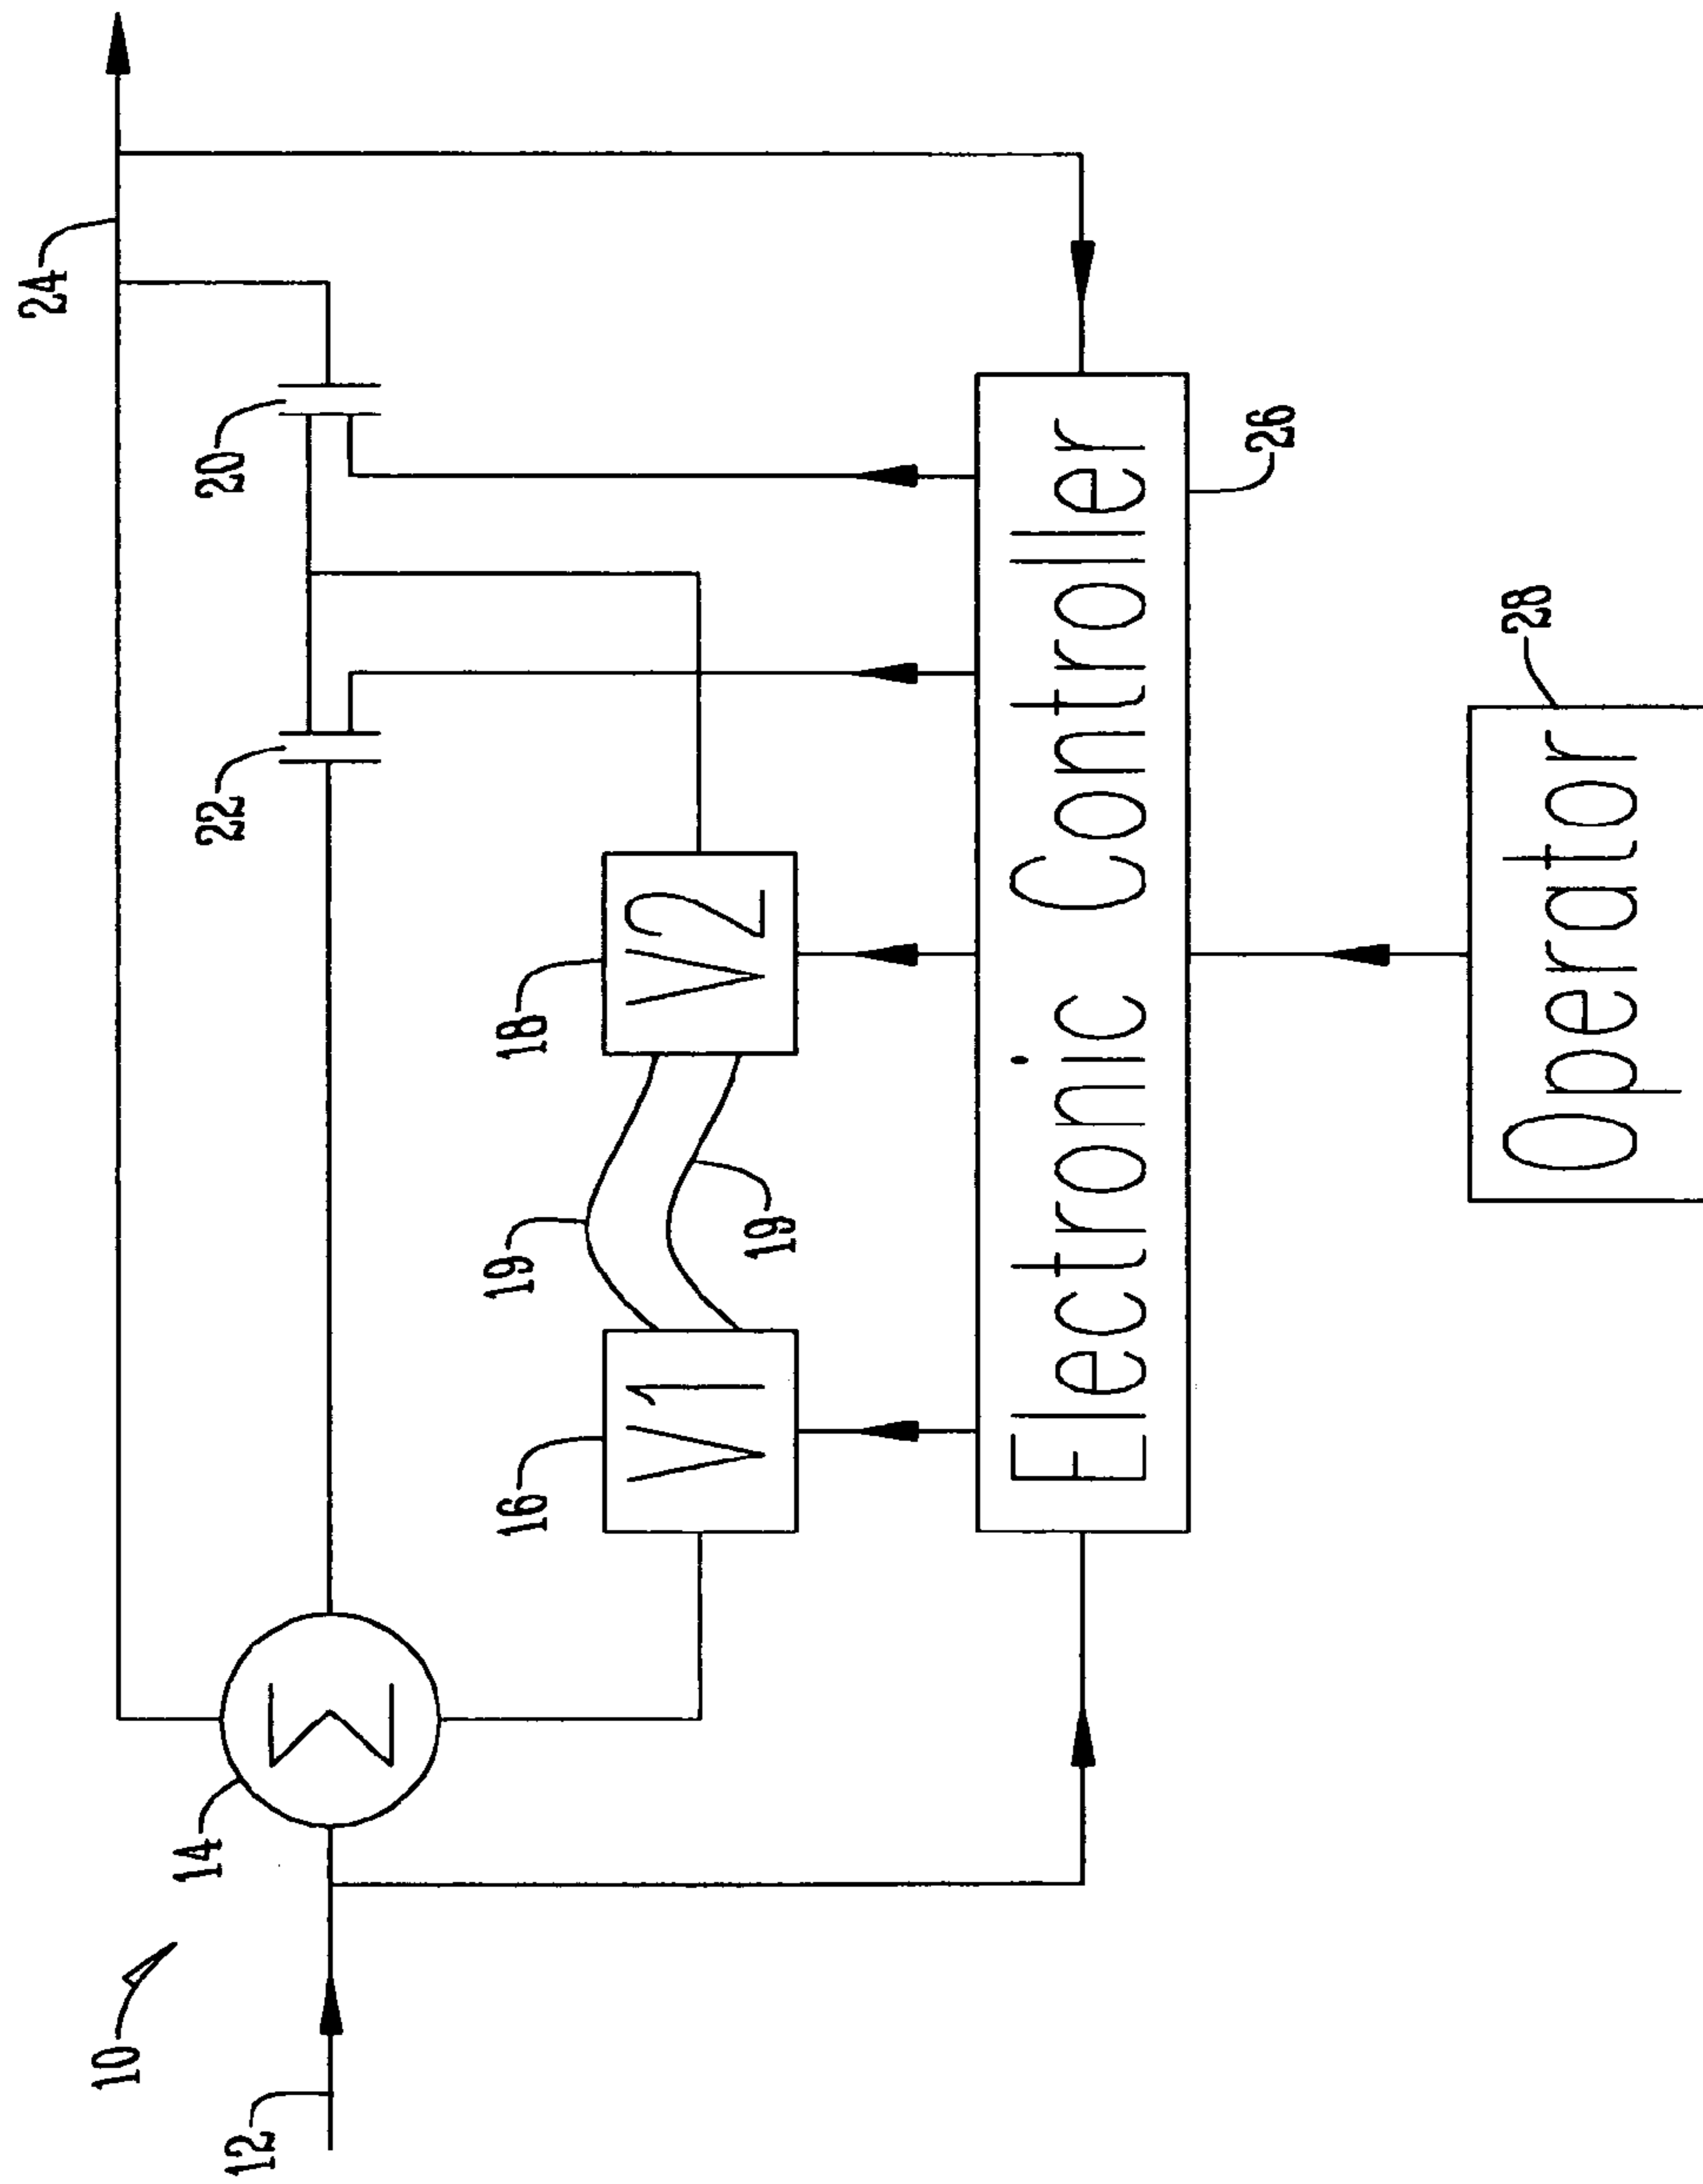 24
20
22
10
14
12
18
19
19
16
V1
V2
Σ
Electronic Controller
26
Operator
28